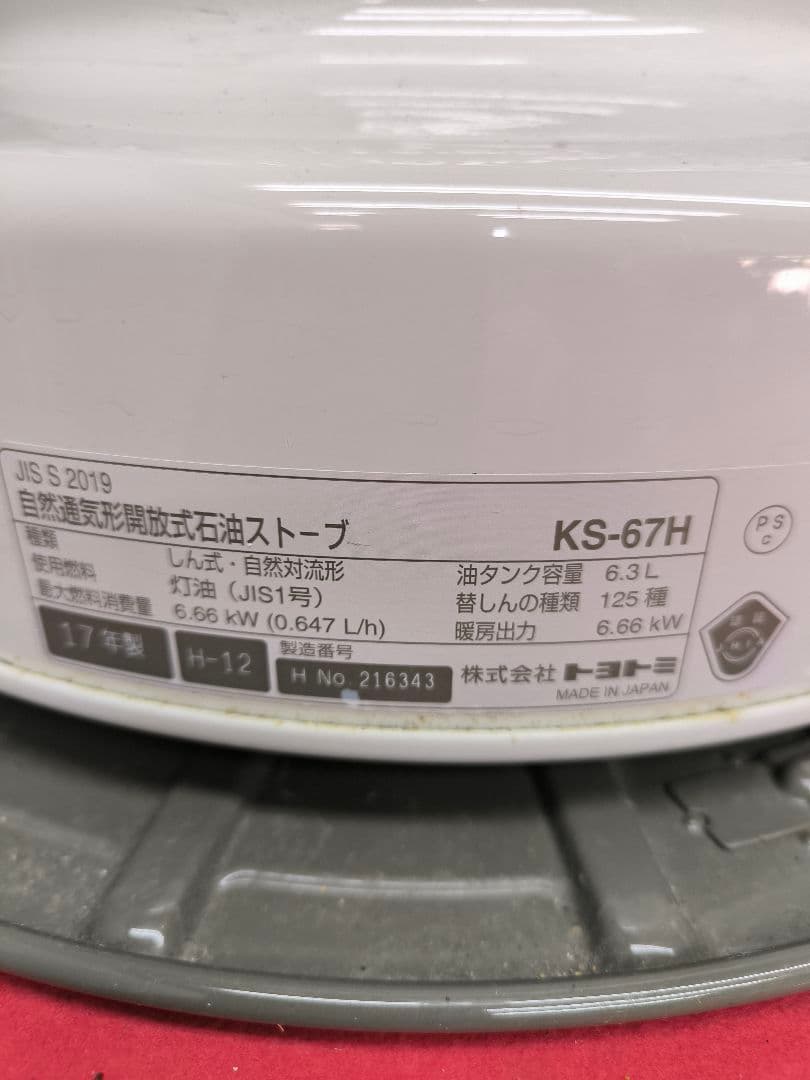 JIS S 2019
自然通気形開放式石油ストーブ KS-67H
種類 しん式・自然対流形 油タンク容量 6.3 L
使用燃料 灯油（JIS1号） 替しんの種類 125 種
最大燃料消費量 6.66 kW (0.647 L/h) 暖房出力 6.66 kW
17年製 H-12 製造番号 H No. 216343 株式会社 トヨトミ
MADE IN JAPAN
PS
C